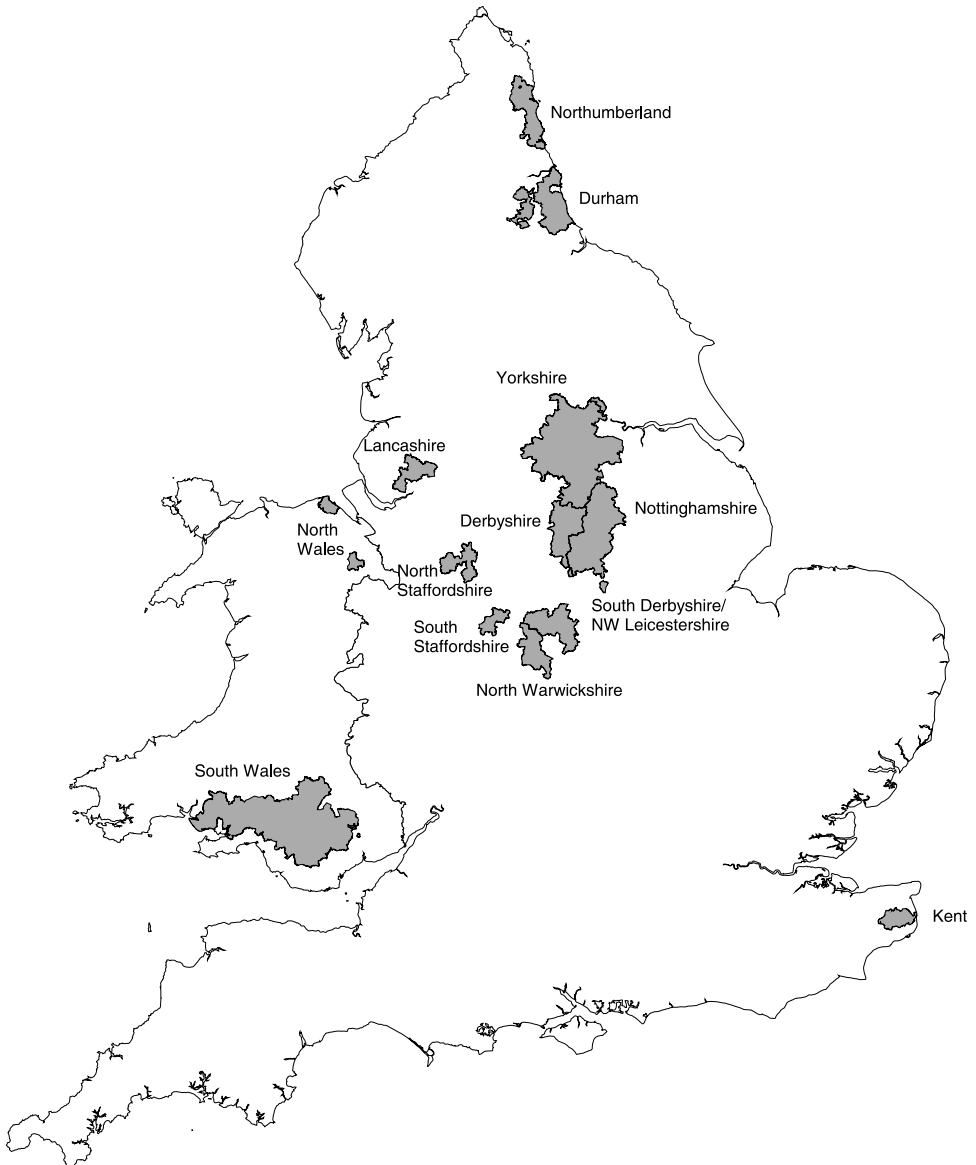 Northumberland
Durham
Yorkshire
Lancashire
Nottinghamshire
Derbyshire
North
Wales
North
Staffordshire
South Derbyshire/
NW Leicestershire
South
Staffordshire
North Warwickshire
South Wales
Kent